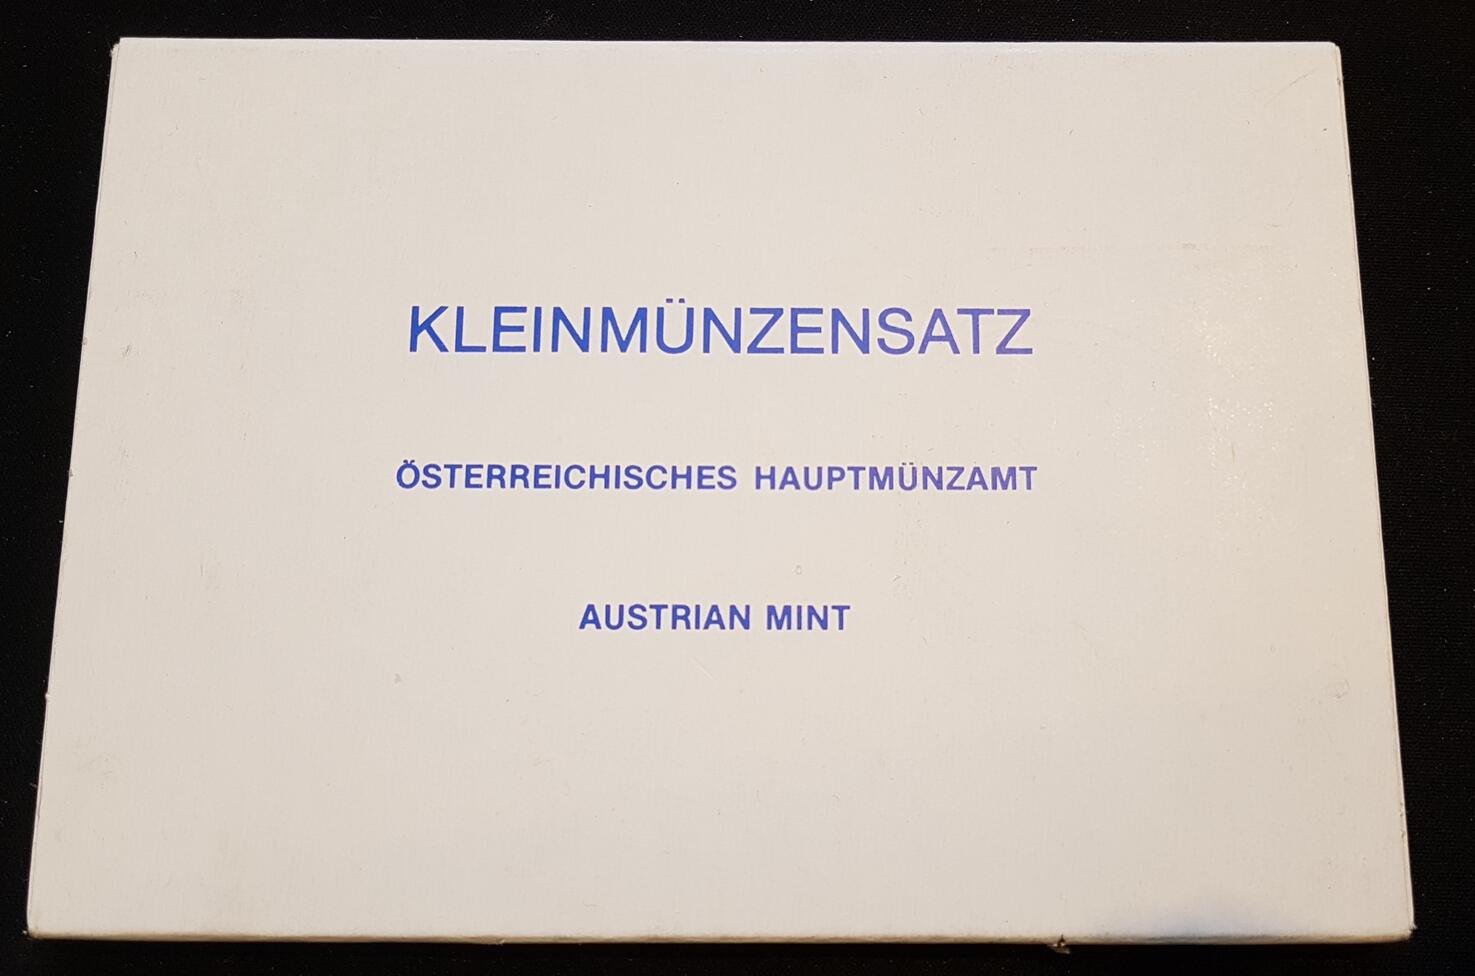 KLEINMÜNZENSATZ
ÖSTERREICHISCHES HAUPTMÜNZAMT
AUSTRIAN MINT